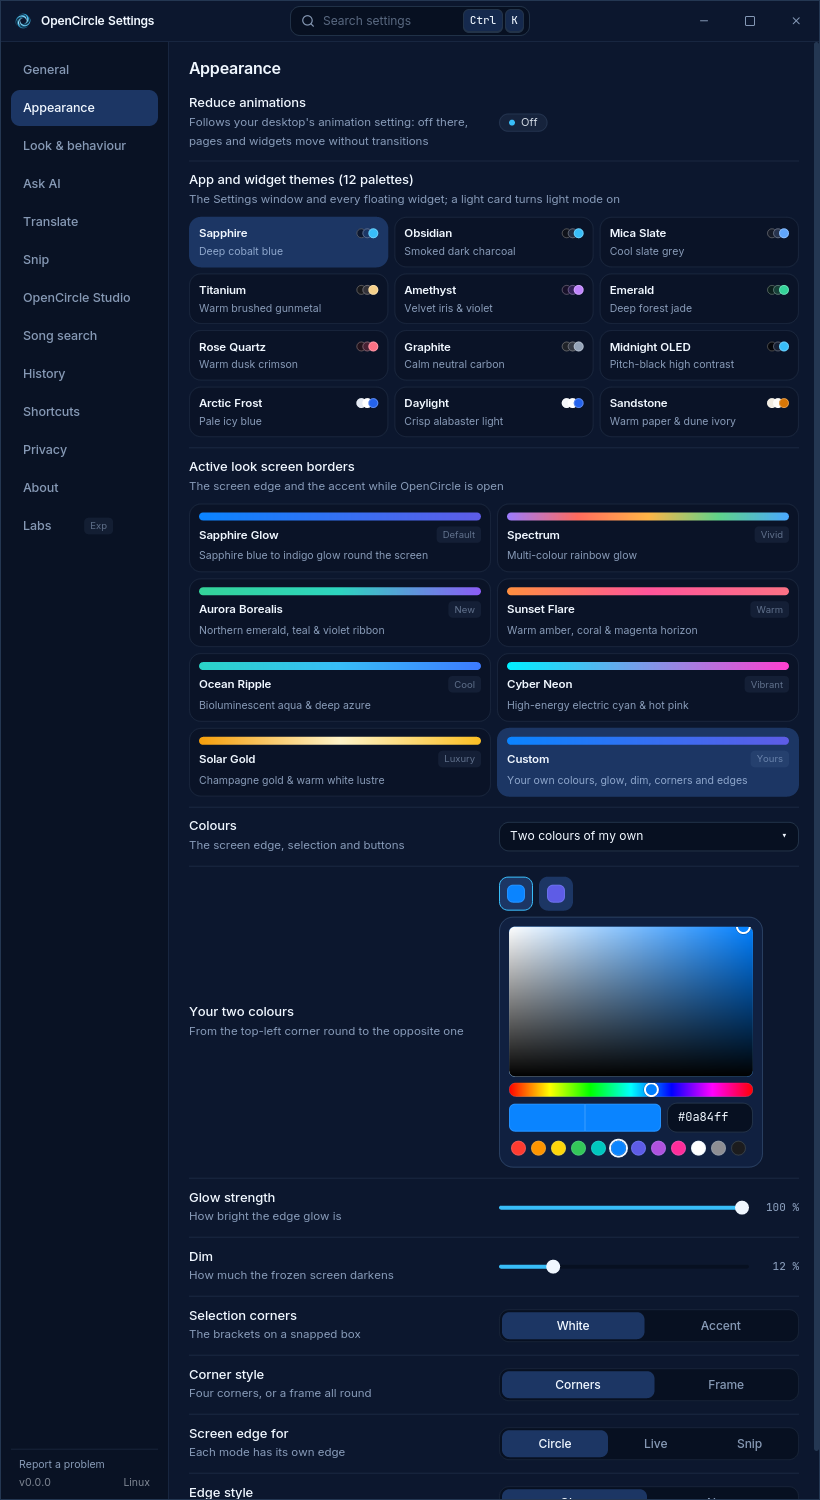 OpenCircle Settings
Search settings
Ctrl K
General
Appearance
Look & behaviour
Ask AI
Translate
Snip
OpenCircle Studio
Song search
History
Shortcuts
Privacy
About
Labs Exp
Report a problem
v0.0.0 Linux
Appearance
Reduce animations
Follows your desktop's animation setting: off there,
pages and widgets move without transitions
Off
App and widget themes (12 palettes)
The Settings window and every floating widget; a light card turns light mode on
Sapphire
Deep cobalt blue
Obsidian
Smoked dark charcoal
Mica Slate
Cool slate grey
Titanium
Warm brushed gunmetal
Amethyst
Velvet iris & violet
Emerald
Deep forest jade
Rose Quartz
Warm dusk crimson
Graphite
Calm neutral carbon
Midnight OLED
Pitch-black high contrast
Arctic Frost
Pale icy blue
Daylight
Crisp alabaster light
Sandstone
Warm paper & dune ivory
Active look screen borders
The screen edge and the accent while OpenCircle is open
Sapphire Glow Default
Sapphire blue to indigo glow round the screen
Spectrum Vivid
Multi-colour rainbow glow
Aurora Borealis New
Northern emerald, teal & violet ribbon
Sunset Flare Warm
Warm amber, coral & magenta horizon
Ocean Ripple Cool
Bioluminescent aqua & deep azure
Cyber Neon Vibrant
High-energy electric cyan & hot pink
Solar Gold Luxury
Champagne gold & warm white lustre
Custom Yours
Your own colours, glow, dim, corners and edges
Colours
The screen edge, selection and buttons
Two colours of my own
Your two colours
From the top-left corner round to the opposite one
#0a84ff
Glow strength
How bright the edge glow is
100 %
Dim
How much the frozen screen darkens
12 %
Selection corners
The brackets on a snapped box
White Accent
Corner style
Four corners, or a frame all round
Corners Frame
Screen edge for
Each mode has its own edge
Circle Live Snip
Edge style